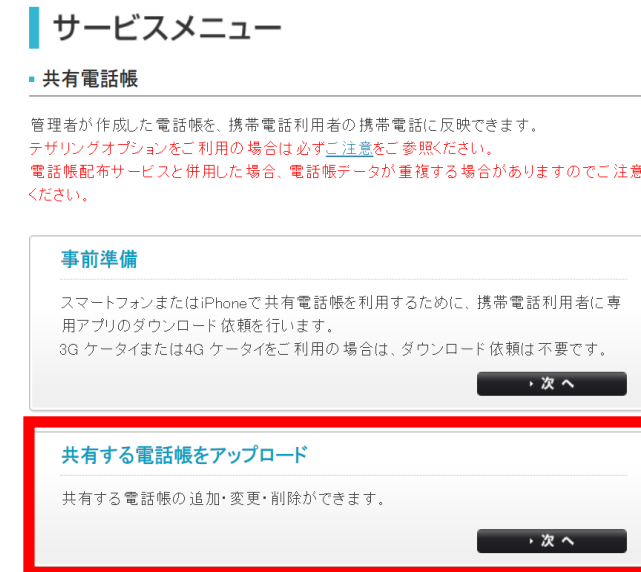 サービスメニュー
共有電話帳
管理者が作成した電話帳を、携帯電話利用者の携帯電話に反映できます。
テザリングオプションをご利用の場合は必ずご注意をご参照ください。
電話帳配布サービスと併用した場合、電話帳データが重複する場合がありますのでご注意
ください。
事前準備
スマートフォンまたはiPhoneで共有電話帳を利用するために、携帯電話利用者に専
用アプリのダウンロード依頼を行います。
3G ケータイまたは4G ケータイをご利用の場合は、ダウンロード依頼は不要です。
次 へ
共有する電話帳をアップロード
共有する電話帳の追加・変更・削除ができます。
次 へ